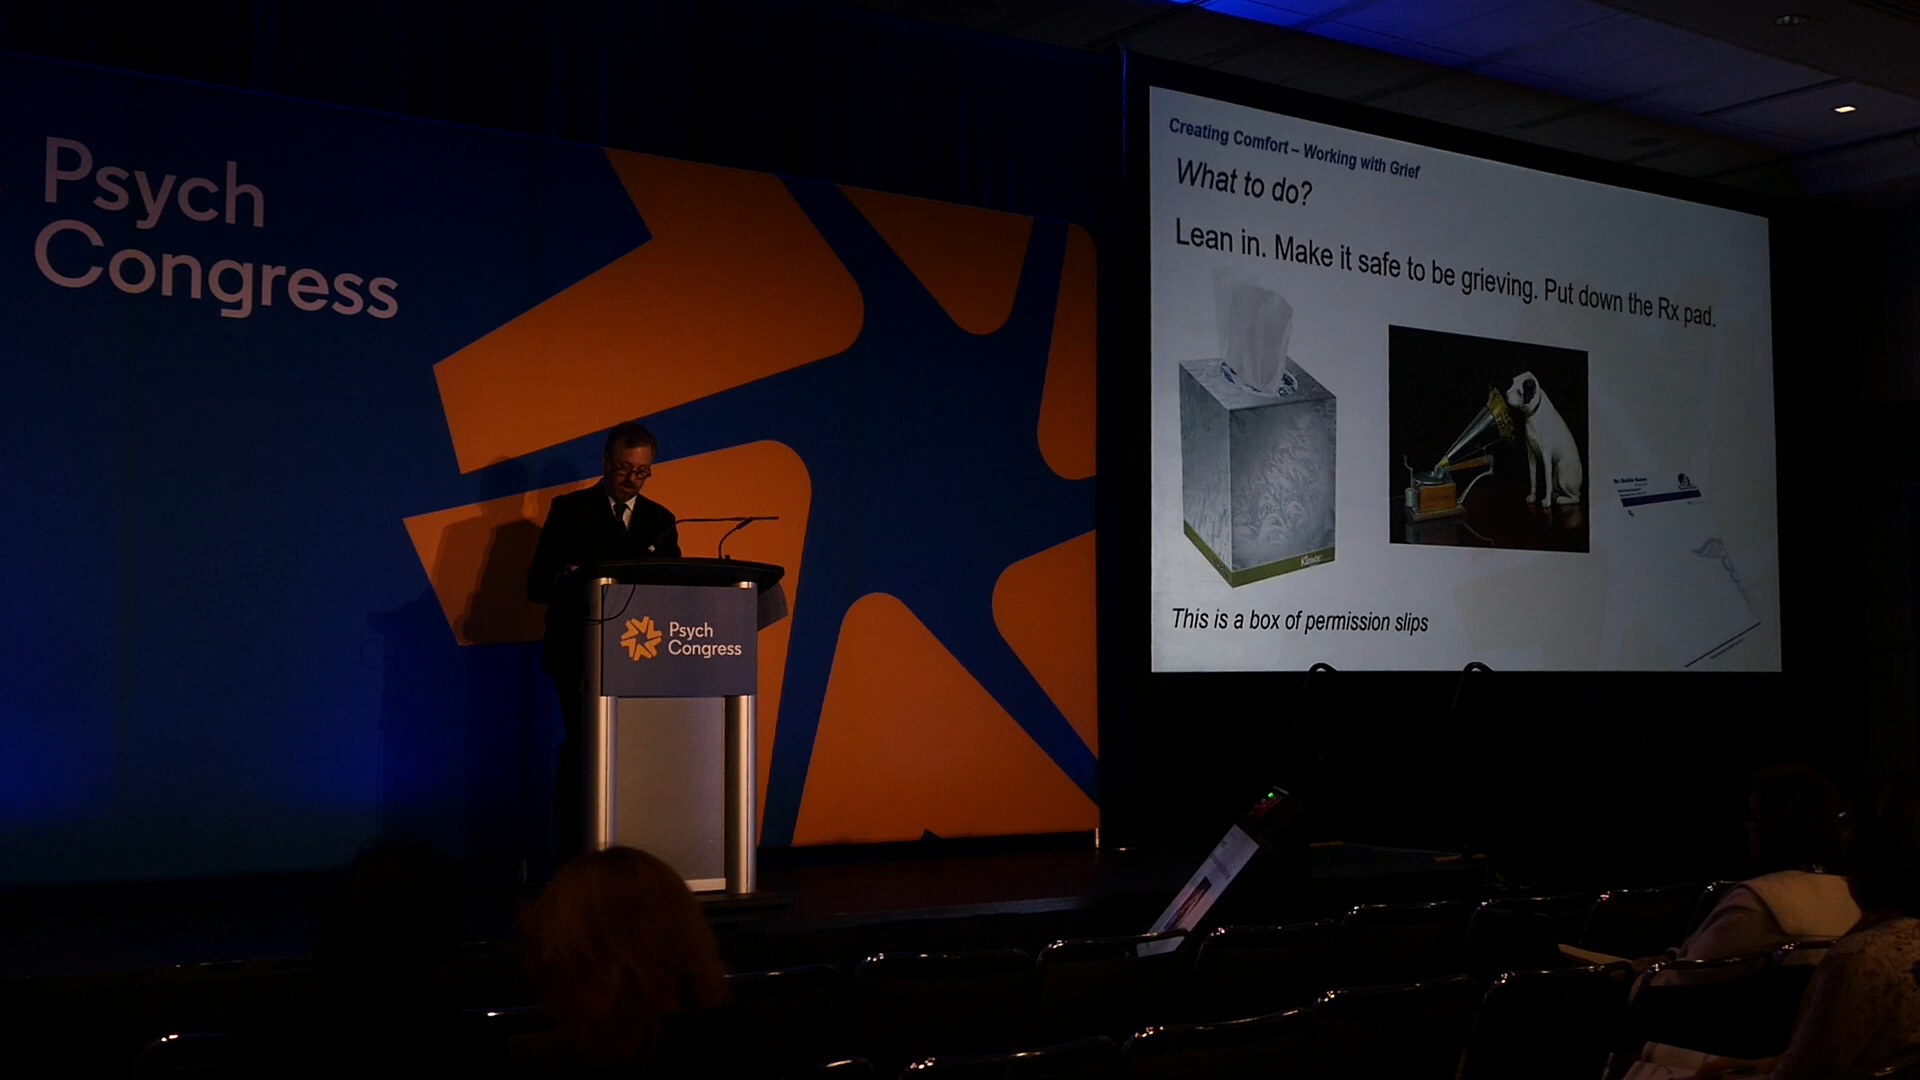 Psych
Congress
Creating Comfort – Working with Grief
What to do?
Lean in. Make it safe to be grieving. Put down the Rx pad.
Kleenex
This is a box of permission slips
Psych
Congress